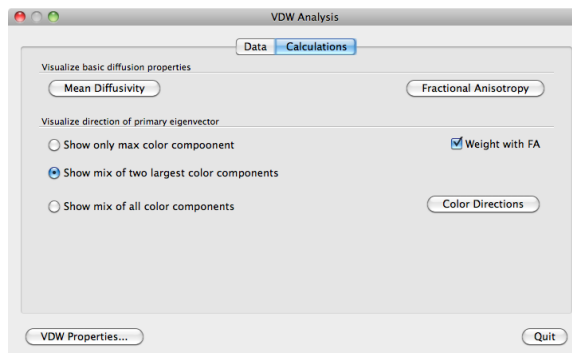 VDW Analysis
Data Calculations
Visualize basic diffusion properties
Mean Diffusivity Fractional Anisotropy
Visualize direction of primary eigenvector
Show only max color compoonent Weight with FA
Show mix of two largest color components
Show mix of all color components Color Directions
VDW Properties... Quit